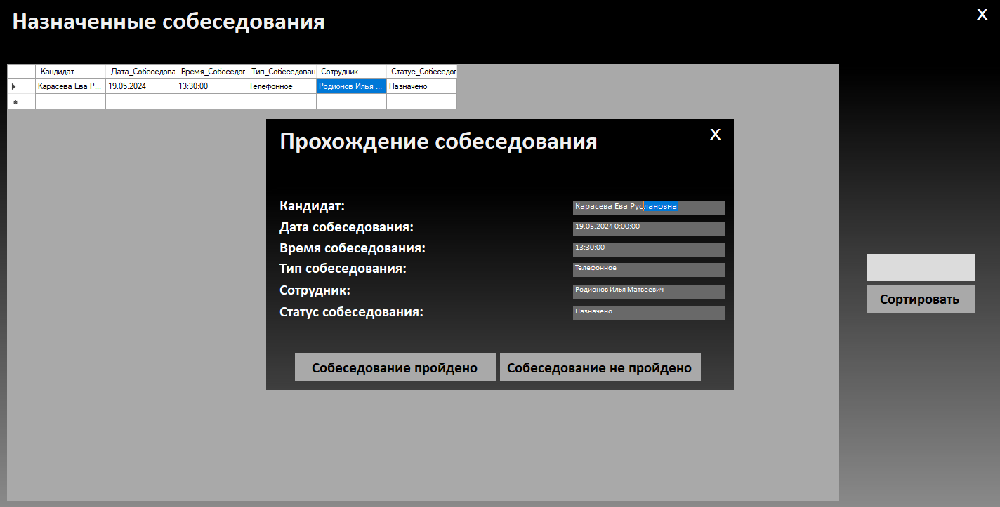 Назначенные собеседования
X
Кандидат Дата_Собеседова Время_Собеседов Тип_Собеседован Сотрудник Статус_Собеседов
Карасева Ева Р... 19.05.2024 13:30:00 Телефонное Родионов Илья ... Назначено
Прохождение собеседования
X
Кандидат: Карасева Ева Руслановна
Дата собеседования: 19.05.2024 0:00:00
Время собеседования: 13:30:00
Тип собеседования: Телефонное
Сотрудник: Родионов Илья Матвеевич
Статус собеседования: Назначено
Сортировать
Собеседование пройдено Собеседование не пройдено